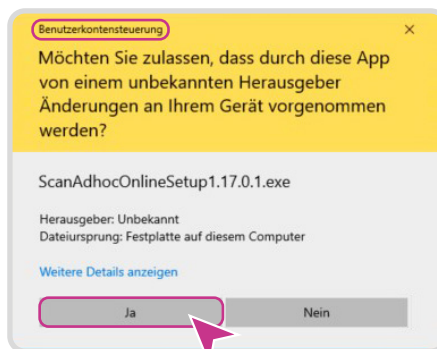 Benutzerkontensteuerung
Möchten Sie zulassen, dass durch diese App
von einem unbekannten Herausgeber
Änderungen an Ihrem Gerät vorgenommen
werden?
ScanAdhocOnlineSetup1.17.0.1.exe
Herausgeber: Unbekannt
Dateiursprung: Festplatte auf diesem Computer
Weitere Details anzeigen
Ja Nein